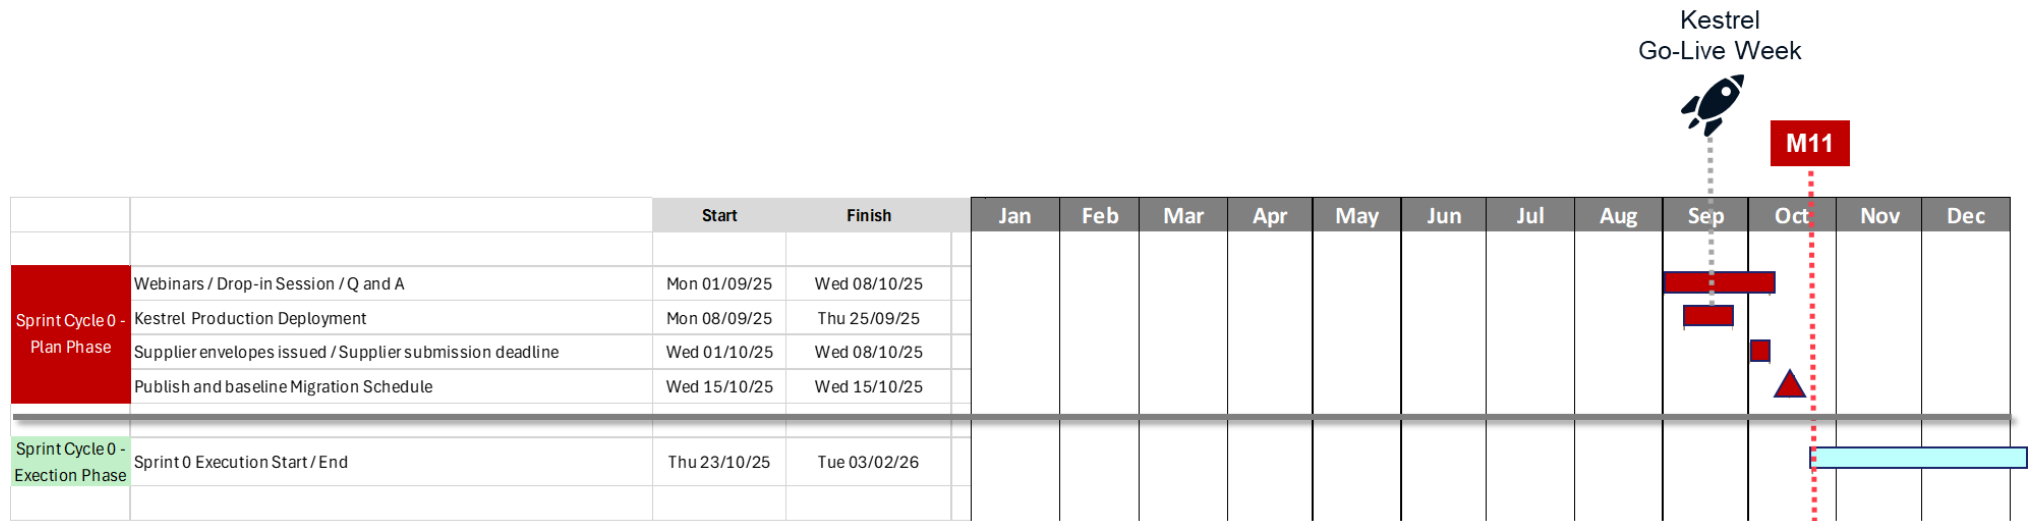 Kestrel
Go-Live Week
M11
Start Finish Jan Feb Mar Apr May Jun Jul Aug Sep Oct Nov Dec
Sprint Cycle 0 -
Plan Phase
Webinars / Drop-in Session / Q and A Mon 01/09/25 Wed 08/10/25
Kestrel Production Deployment Mon 08/09/25 Thu 25/09/25
Supplier envelopes issued / Supplier submission deadline Wed 01/10/25 Wed 08/10/25
Publish and baseline Migration Schedule Wed 15/10/25 Wed 15/10/25
Sprint Cycle 0 -
Exection Phase
Sprint 0 Execution Start / End Thu 23/10/25 Tue 03/02/26